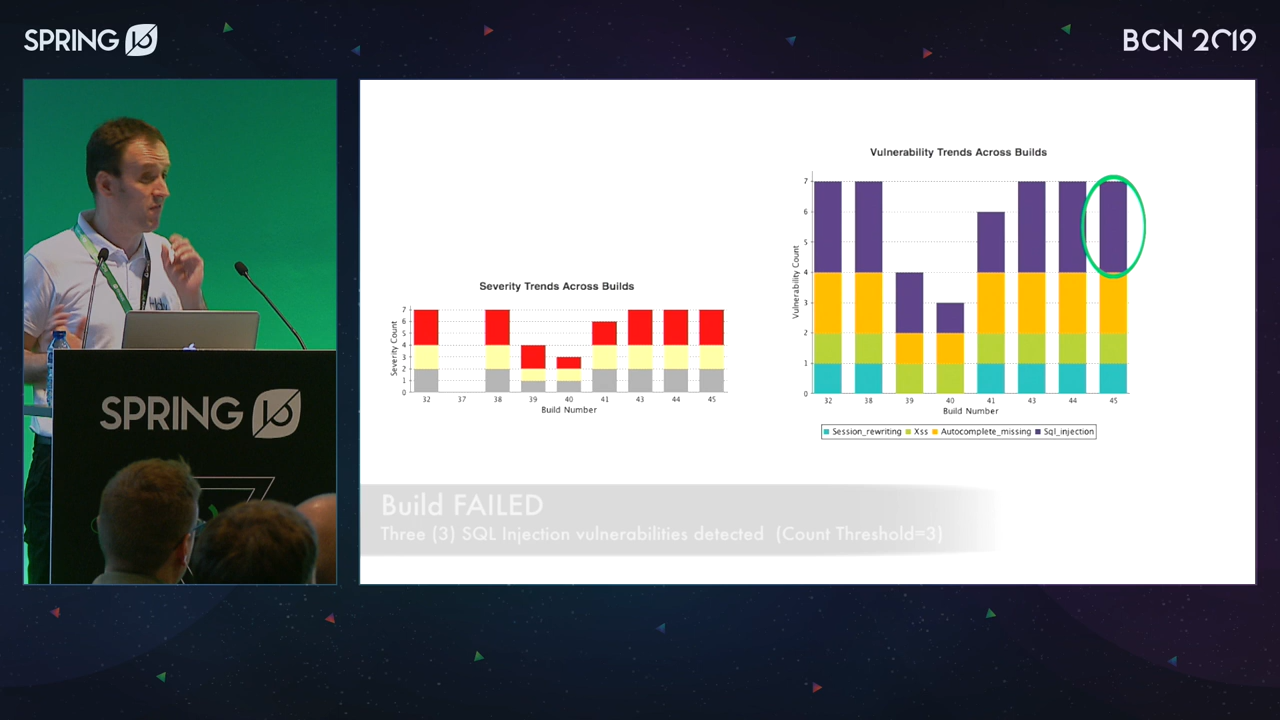 SPRING
BCN 2019
Vulnerability Trends Across Builds
7
6
5
4
3
2
1
0
Vulnerability Count
32 38 39 40 41 43 44 45
Build Number
Session_rewriting Xss Autocomplete_missing Sql_injection
Severity Trends Across Builds
7
6
5
4
3
2
1
0
Severity Count
32 37 38 39 40 41 43 44 45
Build Number
SPRING
Build FAILED
Three (3) SQL Injection vulnerabilities detected (Count Threshold=3)